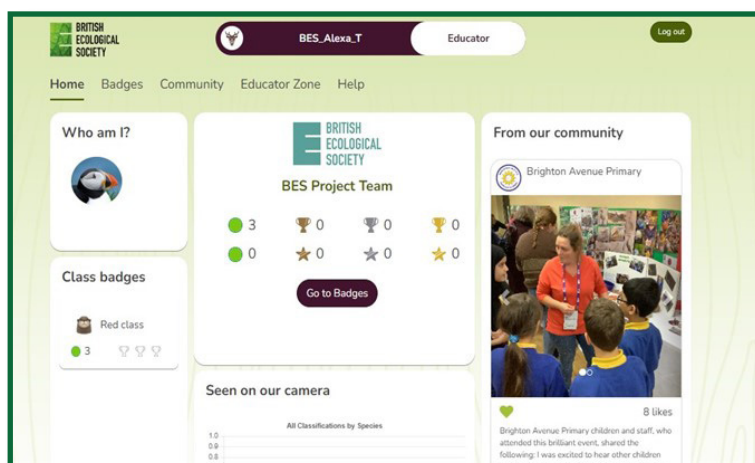 BRITISH
ECOLOGICAL
SOCIETY
BES_Alexa_T
Educator
Log out
Home
Badges
Community
Educator Zone
Help
Who am I?
Class badges
Red class
3
BRITISH
ECOLOGICAL
SOCIETY
BES Project Team
3 0 0 0
0 0 0 0
Go to Badges
Seen on our camera
All Classifications by Species
1.0
0.9
0.8
From our community
Brighton Avenue Primary
8 likes
Brighton Avenue Primary children and staff, who
attended this brilliant event, shared the
following: I was excited to hear other children